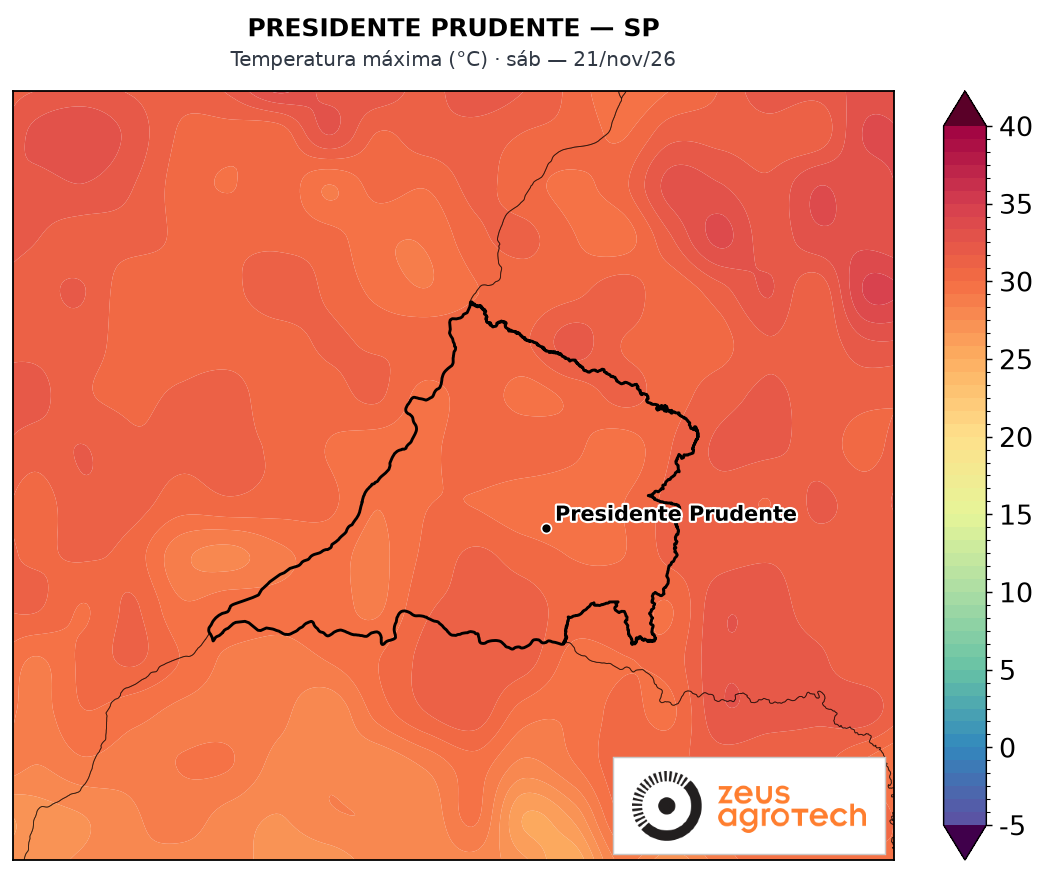 PRESIDENTE PRUDENTE — SP
Temperatura máxima (°C) · sáb — 21/nov/26
40
35
30
25
20
15
10
5
0
-5
Presidente Prudente
zeus
agrotech